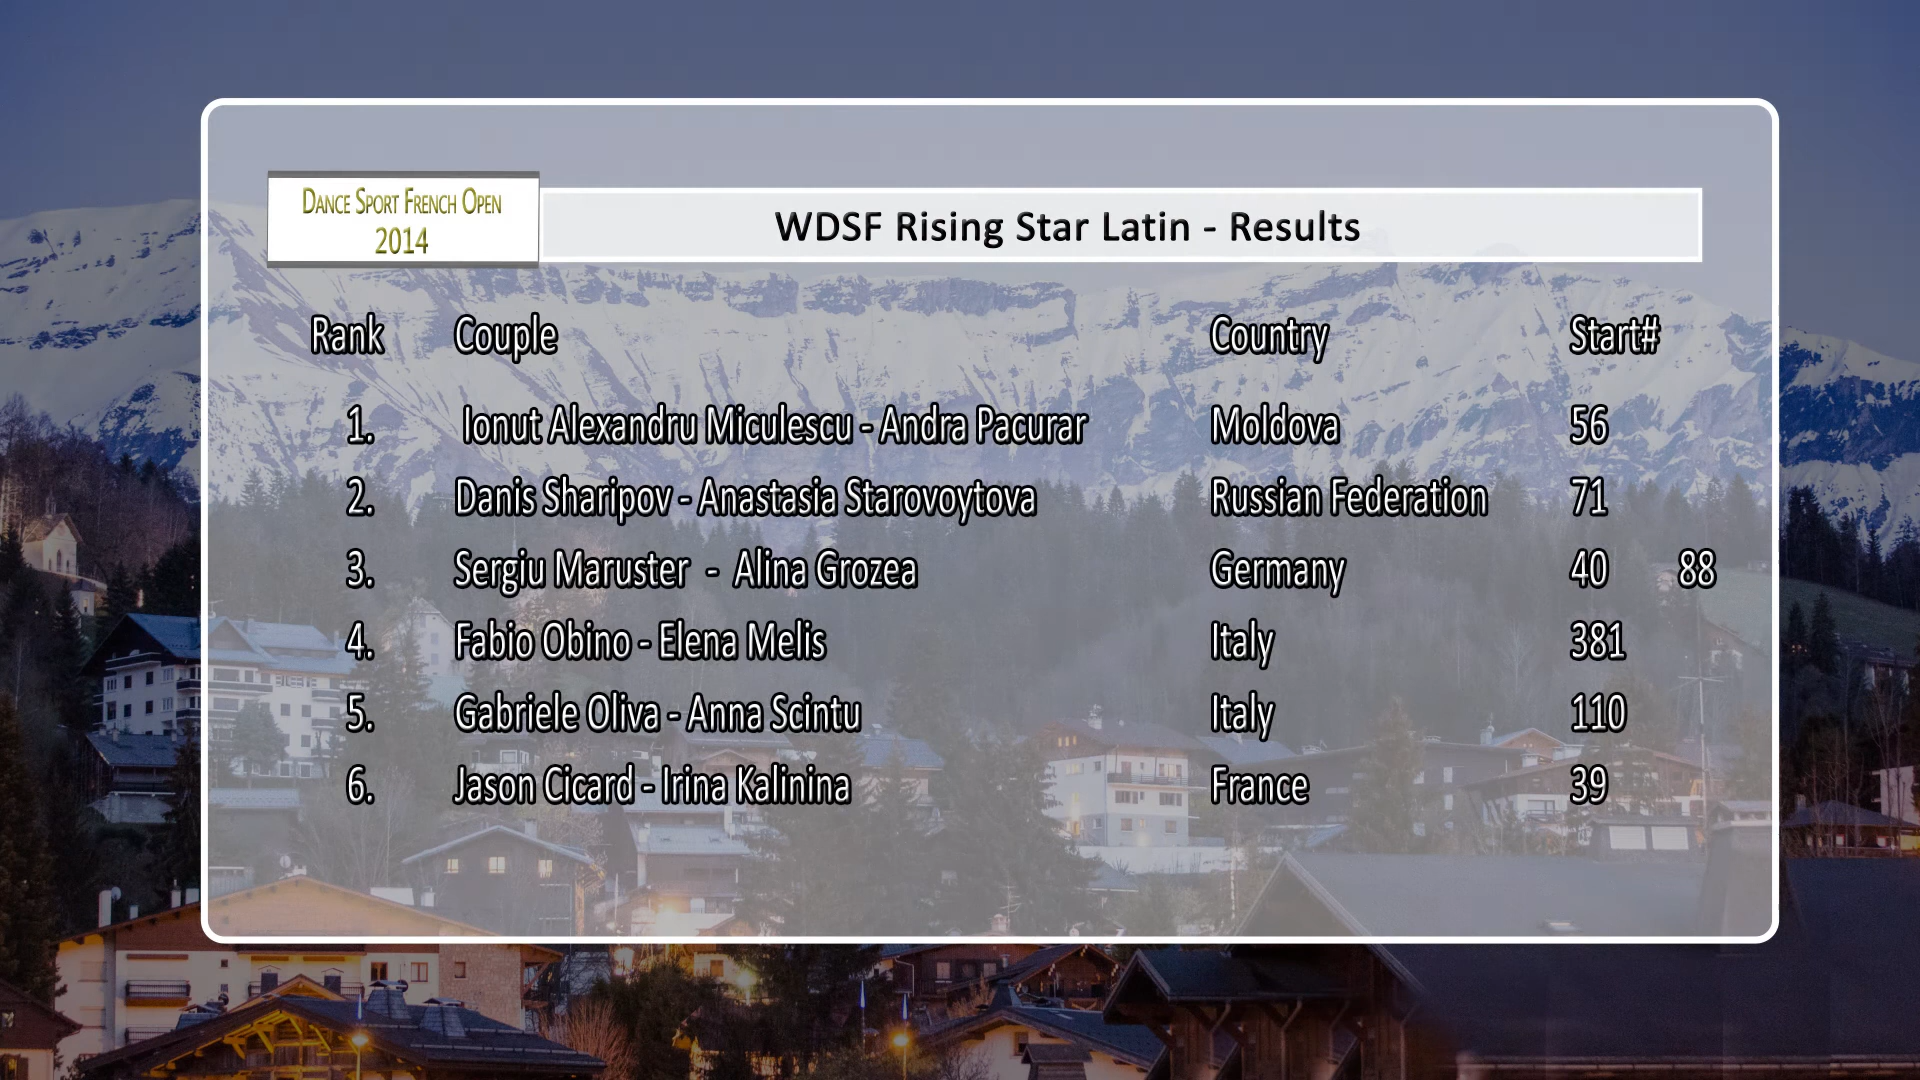 Dance Sport French Open
2014
WDSF Rising Star Latin - Results
Rank Couple Country Start#
1. Ionut Alexandru Miculescu - Andra Pacurar Moldova 56
2. Danis Sharipov - Anastasia Starovoytova Russian Federation 71
3. Sergiu Maruster - Alina Grozea Germany 40 88
4. Fabio Obino - Elena Melis Italy 381
5. Gabriele Oliva - Anna Scintu Italy 110
6. Jason Cicard - Irina Kalinina France 39